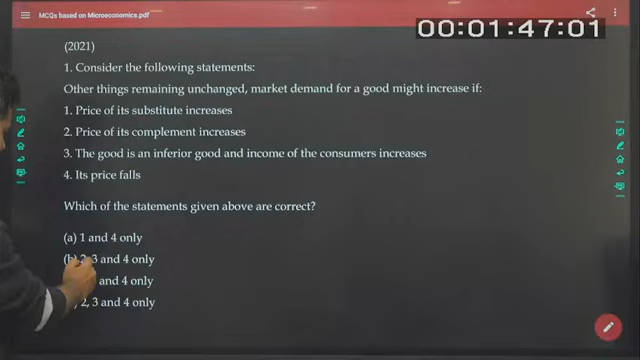 MCQs based on Microeconomics.pdf
00:01:47:01
(2021)
1. Consider the following statements:
Other things remaining unchanged, market demand for a good might increase if:
1. Price of its substitute increases
2. Price of its complement increases
3. The good is an inferior good and income of the consumers increases
4. Its price falls
Which of the statements given above are correct?
(a) 1 and 4 only
(b) 2, 3 and 4 only
and 4 only
2, 3 and 4 only